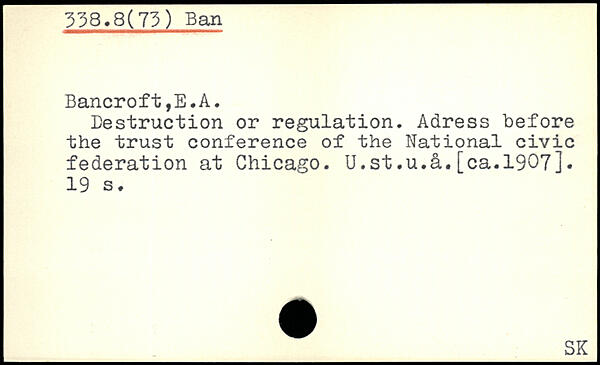 338.8(73) Ban
Bancroft,E.A.
Destruction or regulation. Adress before
the trust conference of the National civic
federation at Chicago. U.st.u.å.[ca.1907].
19 s.
SK